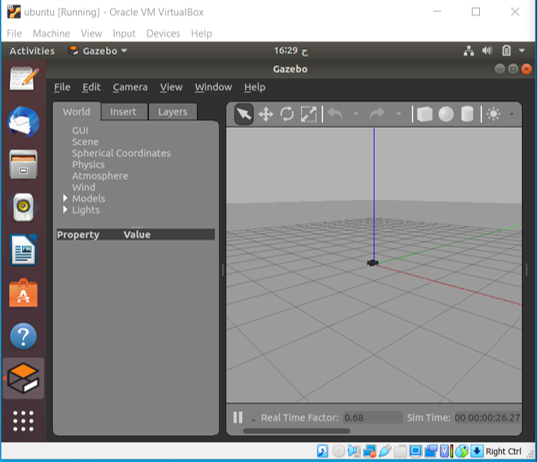 ubuntu [Running] - Oracle VM VirtualBox
File Machine View Input Devices Help
Activities Gazebo 16:29 ح
Gazebo
File Edit Camera View Window Help
World Insert Layers
GUI
Scene
Spherical Coordinates
Physics
Atmosphere
Wind
Models
Lights
Property Value
Real Time Factor: 0.68 Sim Time: 00 00:00:26.27
Right Ctrl